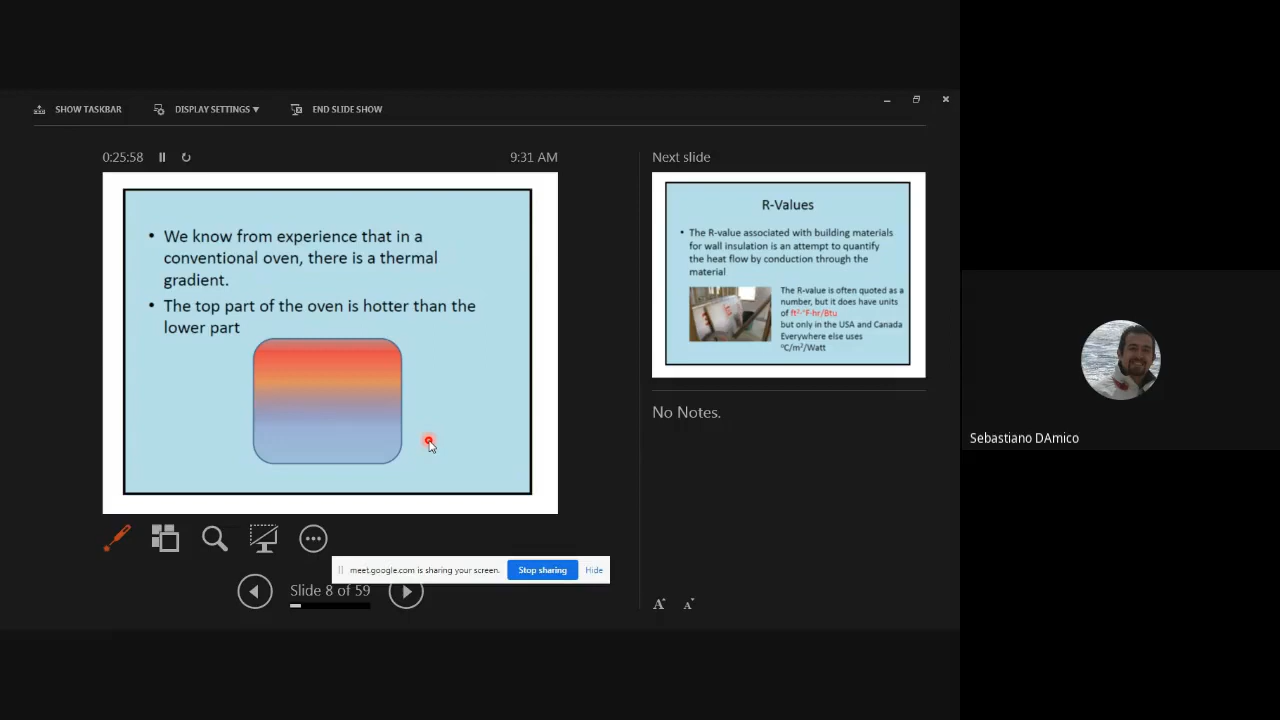 SHOW TASKBAR
DISPLAY SETTINGS
END SLIDE SHOW
0:25:58
9:31 AM
• We know from experience that in a
conventional oven, there is a thermal
gradient.
• The top part of the oven is hotter than the
lower part
Next slide
R-Values
• The R-value associated with building materials
for wall insulation is an attempt to quantify
the heat flow by conduction through the
material
The R-value is often quoted as a
number, but it does have units
of ft²·°F·hr/Btu
but only in the USA and Canada
Everywhere else uses
°C/m²/Watt
No Notes.
meet.google.com is sharing your screen.
Stop sharing
Hide
Slide 8 of 59
A A
Sebastiano DAmico